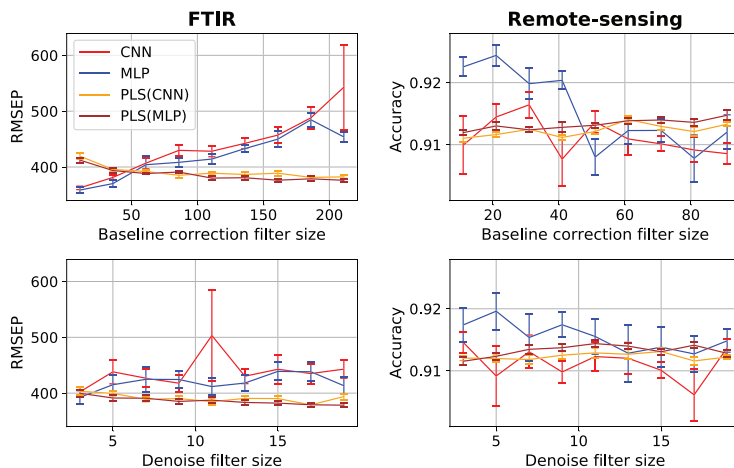 FTIR
Remote-sensing
CNN
MLP
PLS(CNN)
PLS(MLP)
RMSEP
600
500
400
50 100 150 200
Baseline correction filter size
Accuracy
0.92
0.91
20 40 60 80
Baseline correction filter size
RMSEP
600
500
400
5 10 15
Denoise filter size
Accuracy
0.92
0.91
5 10 15
Denoise filter size